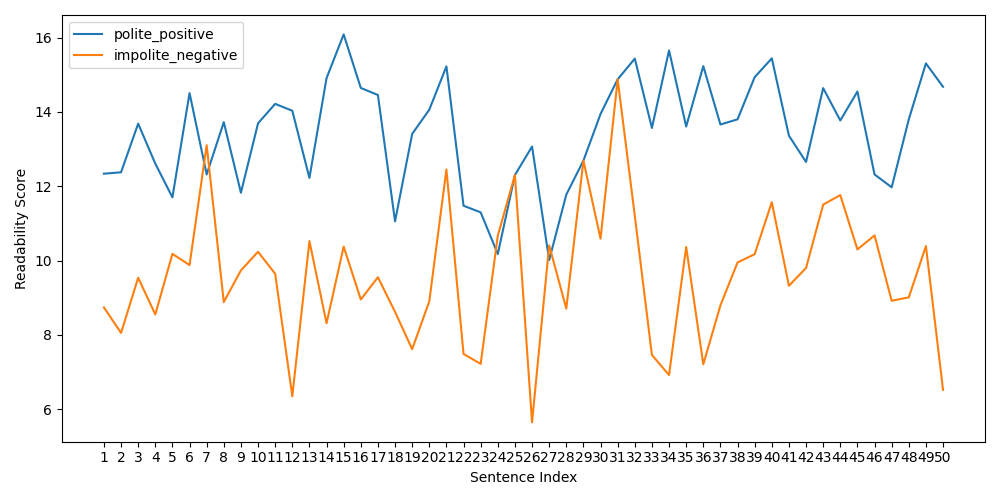 polite_positive
impolite_negative
16
14
12
10
8
6
Readability Score
1 2 3 4 5 6 7 8 9 10 11 12 13 14 15 16 17 18 19 20 21 22 23 24 25 26 27 28 29 30 31 32 33 34 35 36 37 38 39 40 41 42 43 44 45 46 47 48 49 50
Sentence Index